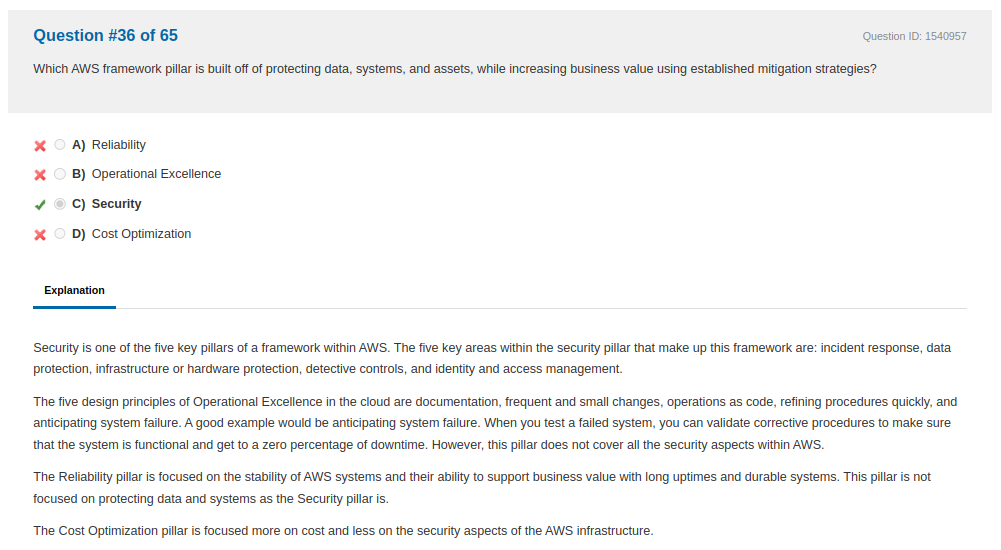 Question #36 of 65
Question ID: 1540957
Which AWS framework pillar is built off of protecting data, systems, and assets, while increasing business value using established mitigation strategies?
A) Reliability
B) Operational Excellence
C) Security
D) Cost Optimization
Explanation
Security is one of the five key pillars of a framework within AWS. The five key areas within the security pillar that make up this framework are: incident response, data
protection, infrastructure or hardware protection, detective controls, and identity and access management.
The five design principles of Operational Excellence in the cloud are documentation, frequent and small changes, operations as code, refining procedures quickly, and
anticipating system failure. A good example would be anticipating system failure. When you test a failed system, you can validate corrective procedures to make sure
that the system is functional and get to a zero percentage of downtime. However, this pillar does not cover all the security aspects within AWS.
The Reliability pillar is focused on the stability of AWS systems and their ability to support business value with long uptimes and durable systems. This pillar is not
focused on protecting data and systems as the Security pillar is.
The Cost Optimization pillar is focused more on cost and less on the security aspects of the AWS infrastructure.